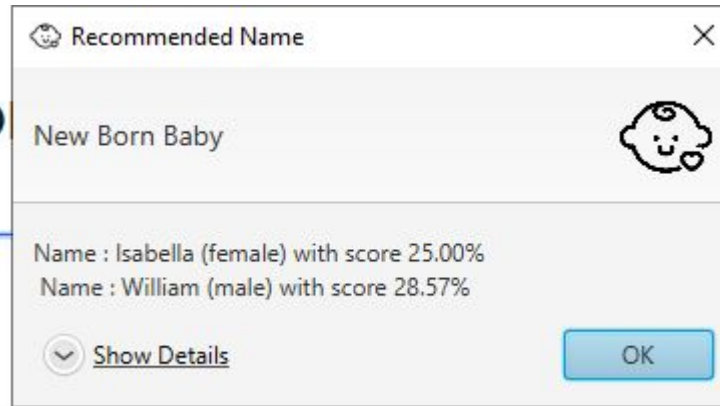 Recommended Name
New Born Baby
Name : Isabella (female) with score 25.00%
Name : William (male) with score 28.57%
Show Details
OK